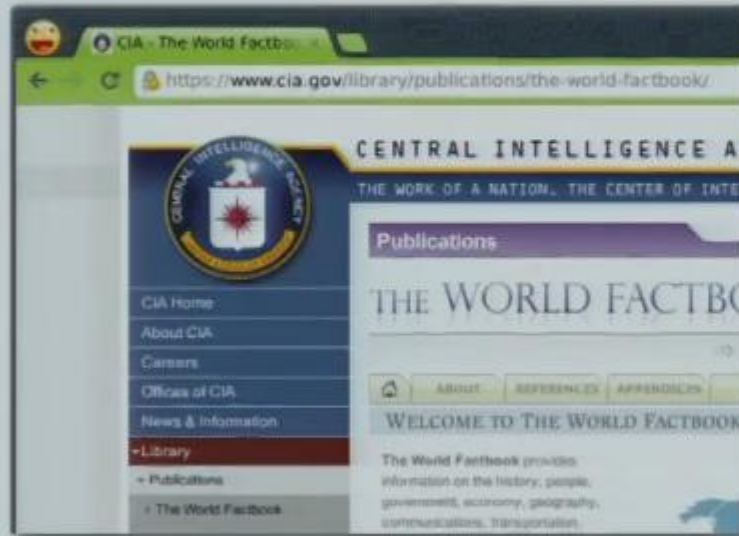 CIA - The World Factbo
https://www.cia.gov/library/publications/the-world-factbook/
CENTRAL INTELLIGENCE A
THE WORK OF A NATION. THE CENTER OF INTE
CENTRAL INTELLIGENCE AGENCY
Publications
THE WORLD FACTBO
CIA Home
About CIA
Careers
Offices of CIA
News & Information
Library
Publications
The World Factbook
ABOUT REFERENCES APPENDICES
WELCOME TO THE WORLD FACTBOOK
The World Factbook provides
information on the history, people,
government, economy, geography,
communications, transportation,